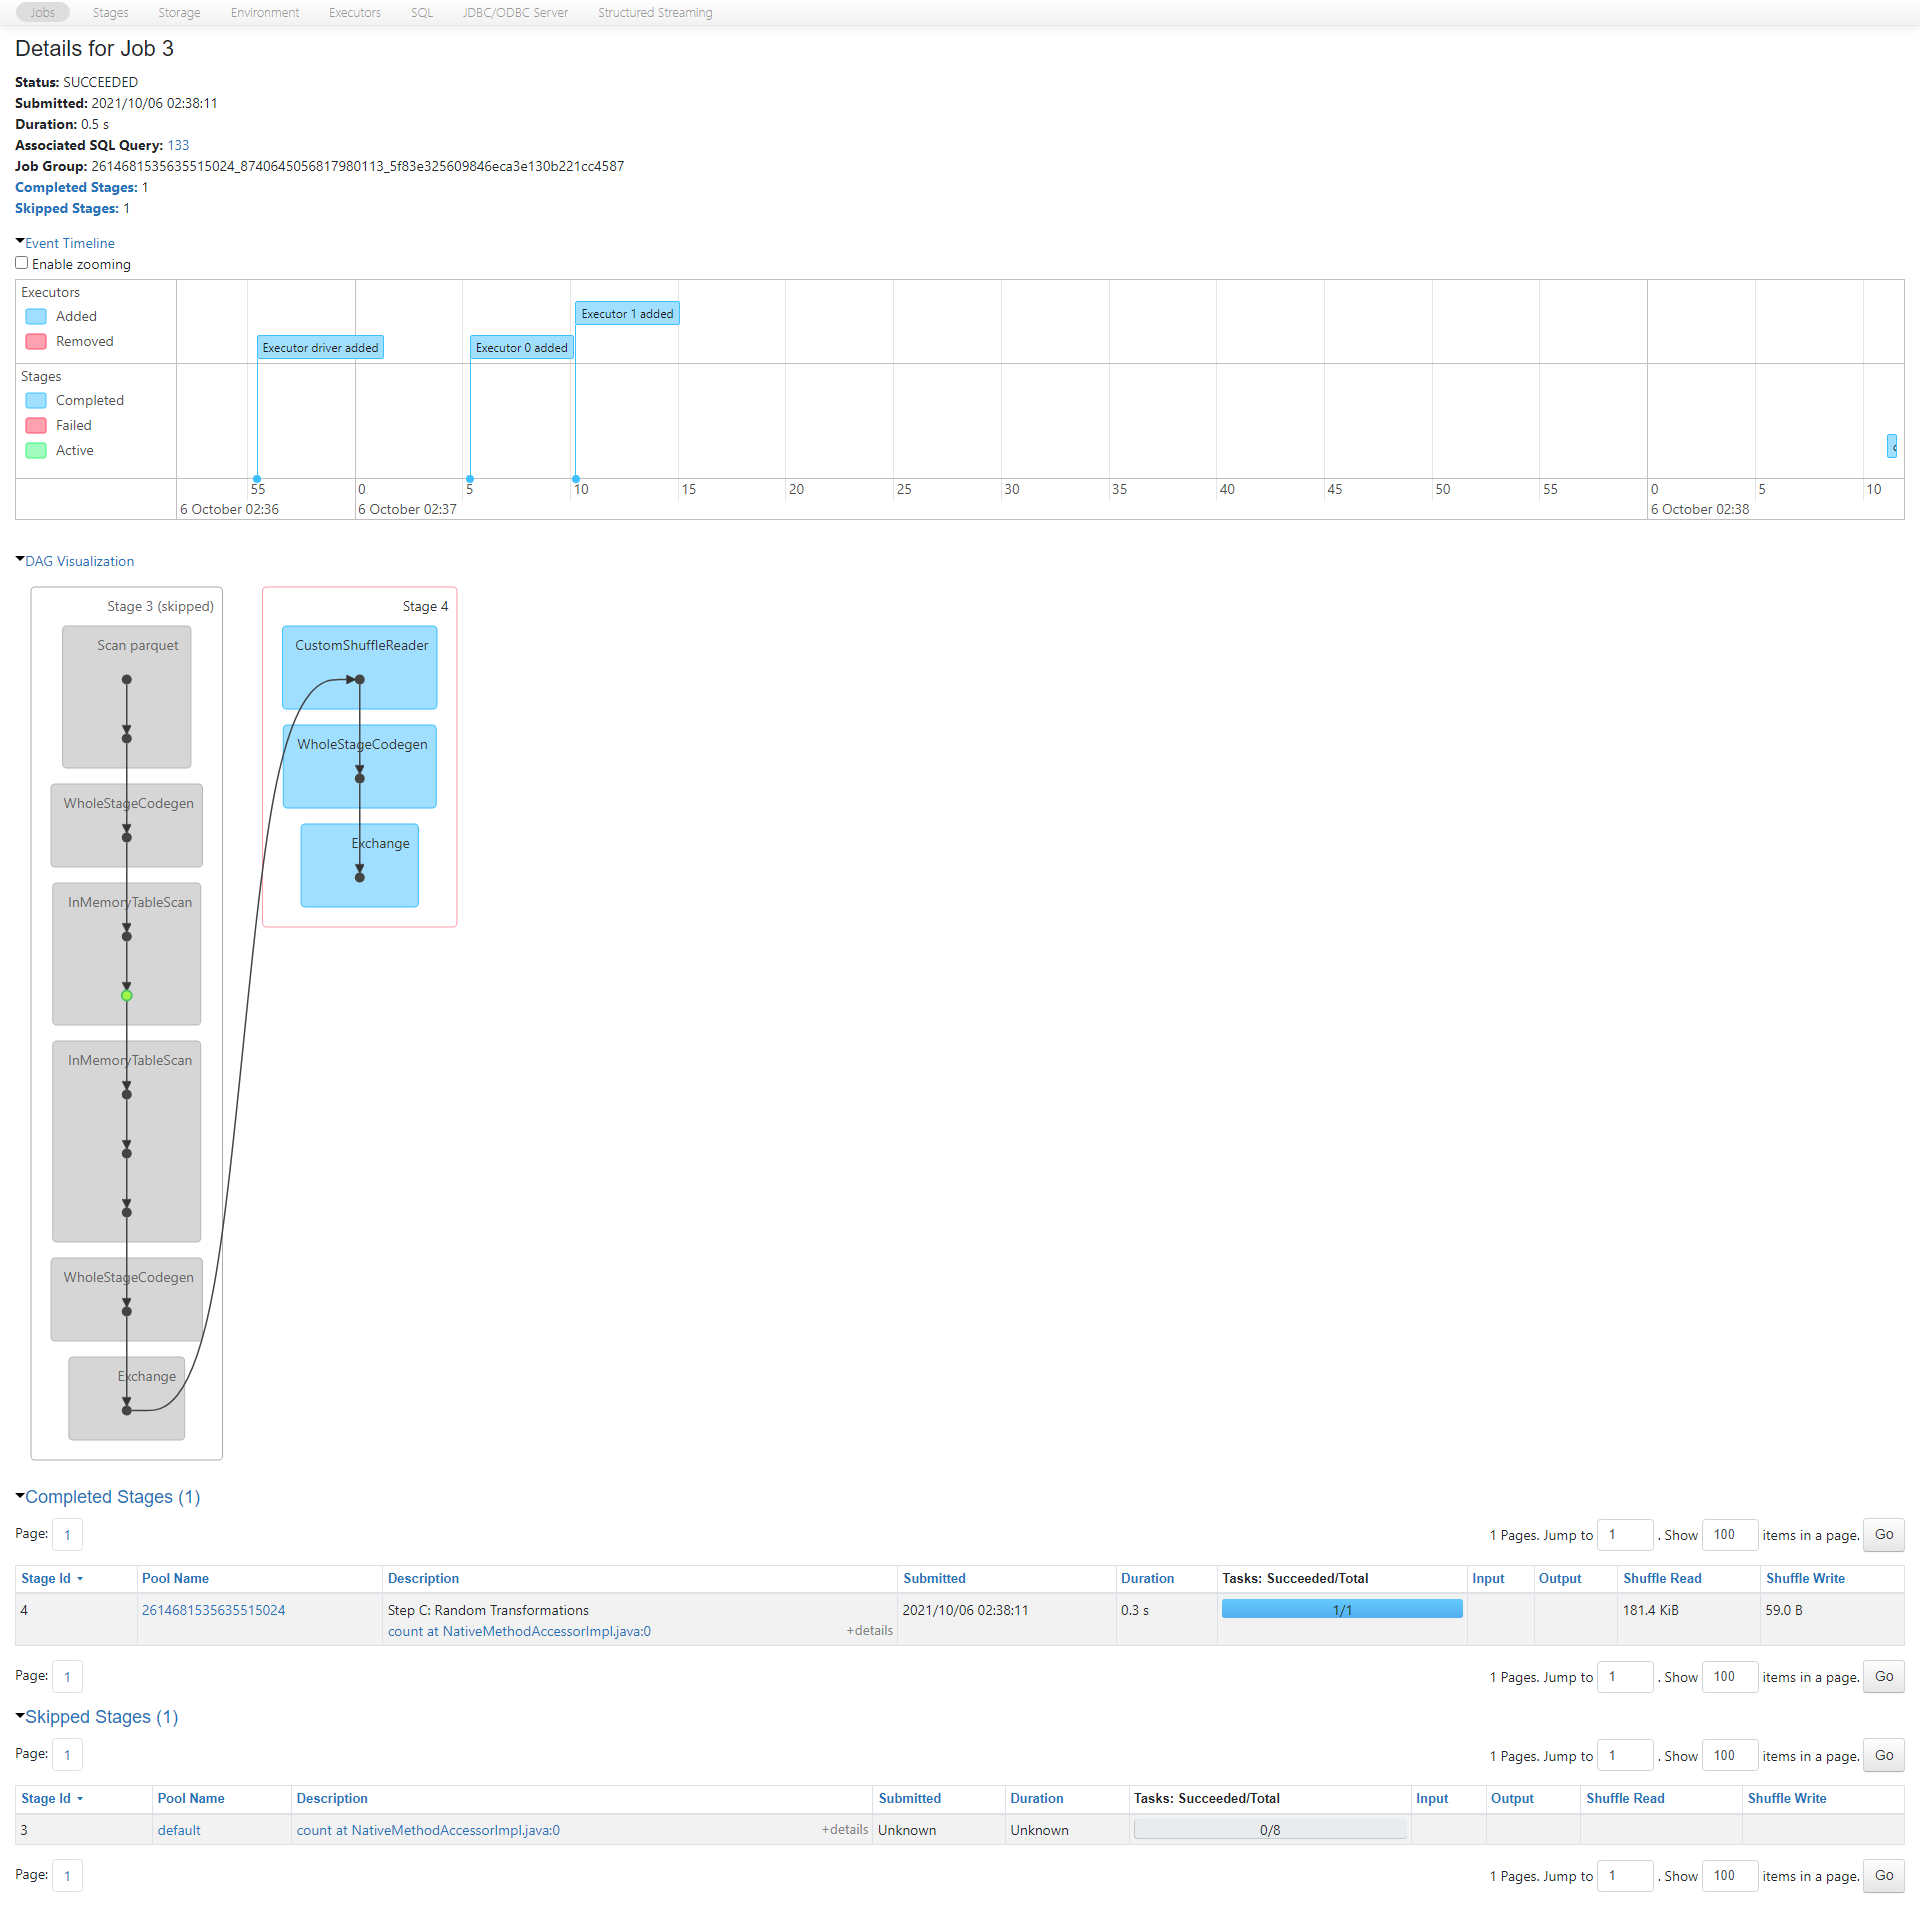 Jobs Stages Storage Environment Executors SQL JDBC/ODBC Server Structured Streaming
Details for Job 3
Status: SUCCEEDED
Submitted: 2021/10/06 02:38:11
Duration: 0.5 s
Associated SQL Query: 133
Job Group: 2614681535635515024_8740645056817980113_5f83e325609846eca3e130b221cc4587
Completed Stages: 1
Skipped Stages: 1
Event Timeline
Enable zooming
Executors
Added
Removed
Executor driver added
Executor 0 added
Executor 1 added
Stages
Completed
Failed
Active
55 0 5 10 15 20 25 30 35 40 45 50 55 0 5 10
6 October 02:36 6 October 02:37 6 October 02:38
DAG Visualization
Stage 3 (skipped)
Scan parquet
WholeStageCodegen
InMemoryTableScan
InMemoryTableScan
WholeStageCodegen
Exchange
Stage 4
CustomShuffleReader
WholeStageCodegen
Exchange
Completed Stages (1)
Page: 1 1 Pages. Jump to 1 . Show 100 items in a page. Go
Stage Id Pool Name Description Submitted Duration Tasks: Succeeded/Total Input Output Shuffle Read Shuffle Write
4 2614681535635515024 Step C: Random Transformations 2021/10/06 02:38:11 0.3 s 1/1 181.4 KiB 59.0 B
count at NativeMethodAccessorImpl.java:0 +details
Page: 1 1 Pages. Jump to 1 . Show 100 items in a page. Go
Skipped Stages (1)
Page: 1 1 Pages. Jump to 1 . Show 100 items in a page. Go
Stage Id Pool Name Description Submitted Duration Tasks: Succeeded/Total Input Output Shuffle Read Shuffle Write
3 default count at NativeMethodAccessorImpl.java:0 +details Unknown Unknown 0/8
Page: 1 1 Pages. Jump to 1 . Show 100 items in a page. Go